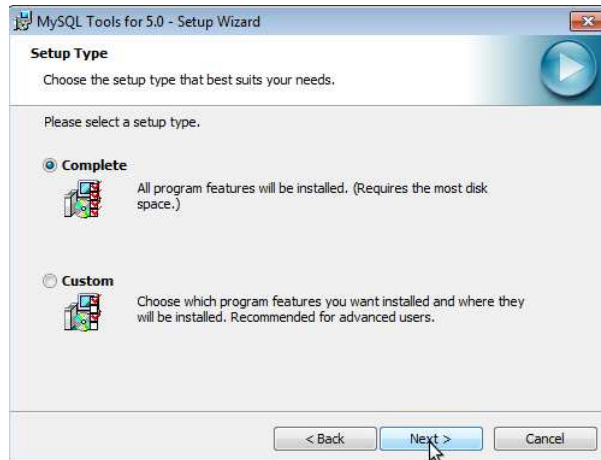 MySQL Tools for 5.0 - Setup Wizard
Setup Type
Choose the setup type that best suits your needs.
Please select a setup type.
Complete
All program features will be installed. (Requires the most disk
space.)
Custom
Choose which program features you want installed and where they
will be installed. Recommended for advanced users.
< Back
Next >
Cancel